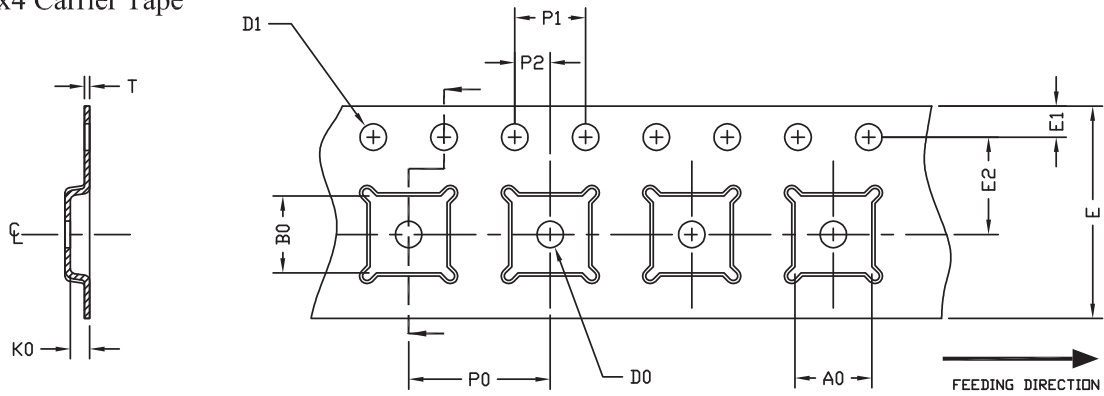 x4 Carrier Tape
D1
P1
P2
T
E1
E2
E
B0
℄
K0
P0
D0
A0
FEEDING DIRECTION